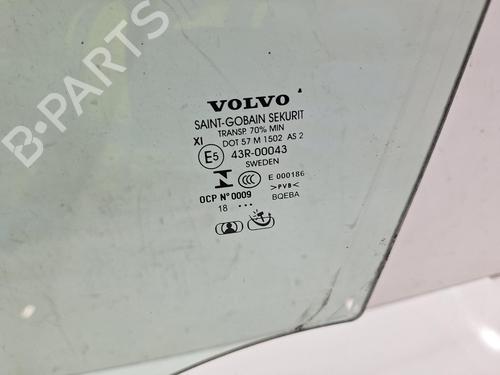 B-PARTS
VOLVO
SAINT-GOBAIN SEKURIT
TRANSP. 70% MIN
XI DOT 57 M 1502 AS 2
E5 43R-00043
SWEDEN
E 000186
>PVB<
OCP N°0009
BQEBA
18 ...